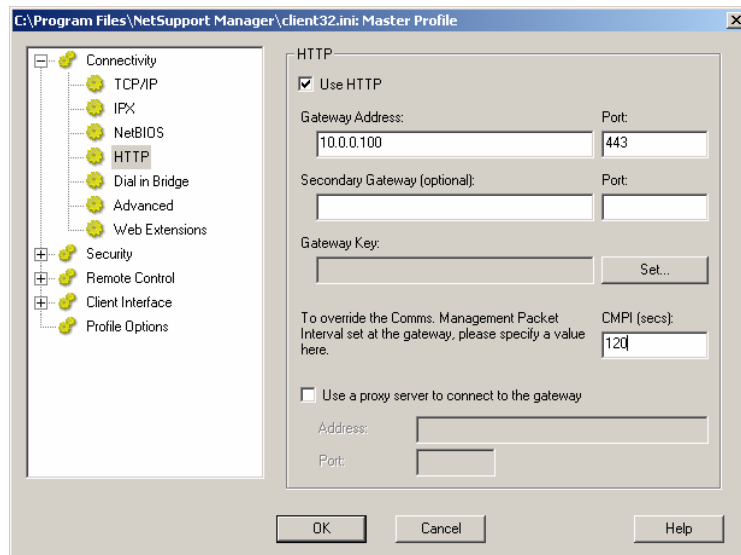 C:\Program Files\NetSupport Manager\client32.ini: Master Profile
Connectivity
TCP/IP
IPX
NetBIOS
HTTP
Dial in Bridge
Advanced
Web Extensions
Security
Remote Control
Client Interface
Profile Options
HTTP
Use HTTP
Gateway Address: Port:
10.0.0.100 443
Secondary Gateway (optional): Port:
Gateway Key:
Set...
To override the Comms. Management Packet
Interval set at the gateway, please specify a value
here.
CMPI (secs):
120
Use a proxy server to connect to the gateway
Address:
Port:
OK Cancel Help